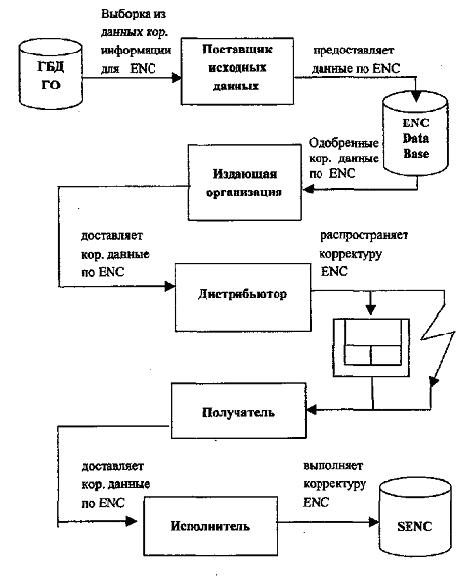 Выборка из
данных кор.
информации
для ENC
ГБД
ГО
Поставщик
исходных
данных
предоставляет
данные по ENC
ENC
Data
Base
Одобренные
кор. данные
по ENC
Издающая
организация
доставляет
кор. данные
по ENC
Дистрибьютор
распространяет
корректуру
ENC
Получатель
доставляет
кор. данные
по ENC
Исполнитель
выполняет
корректуру
ENC
SENC